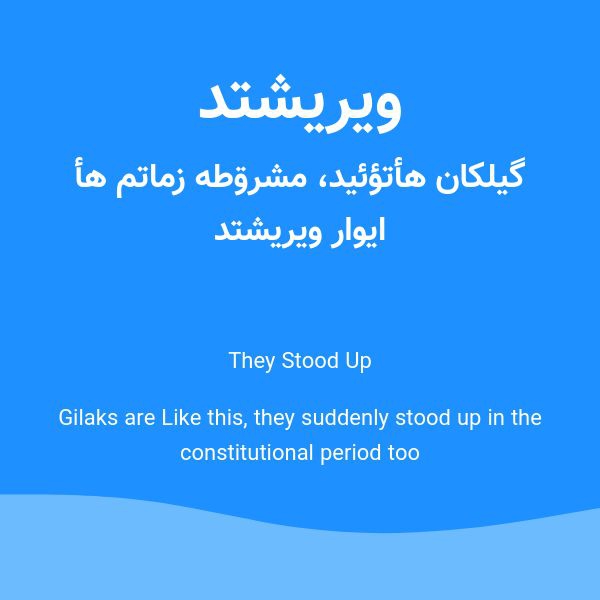 ویریشتد
گیلکان هأتؤئید، مشرۊطه زماتم هأ
ایوار ویریشتد
They Stood Up
Gilaks are Like this, they suddenly stood up in the
constitutional period too